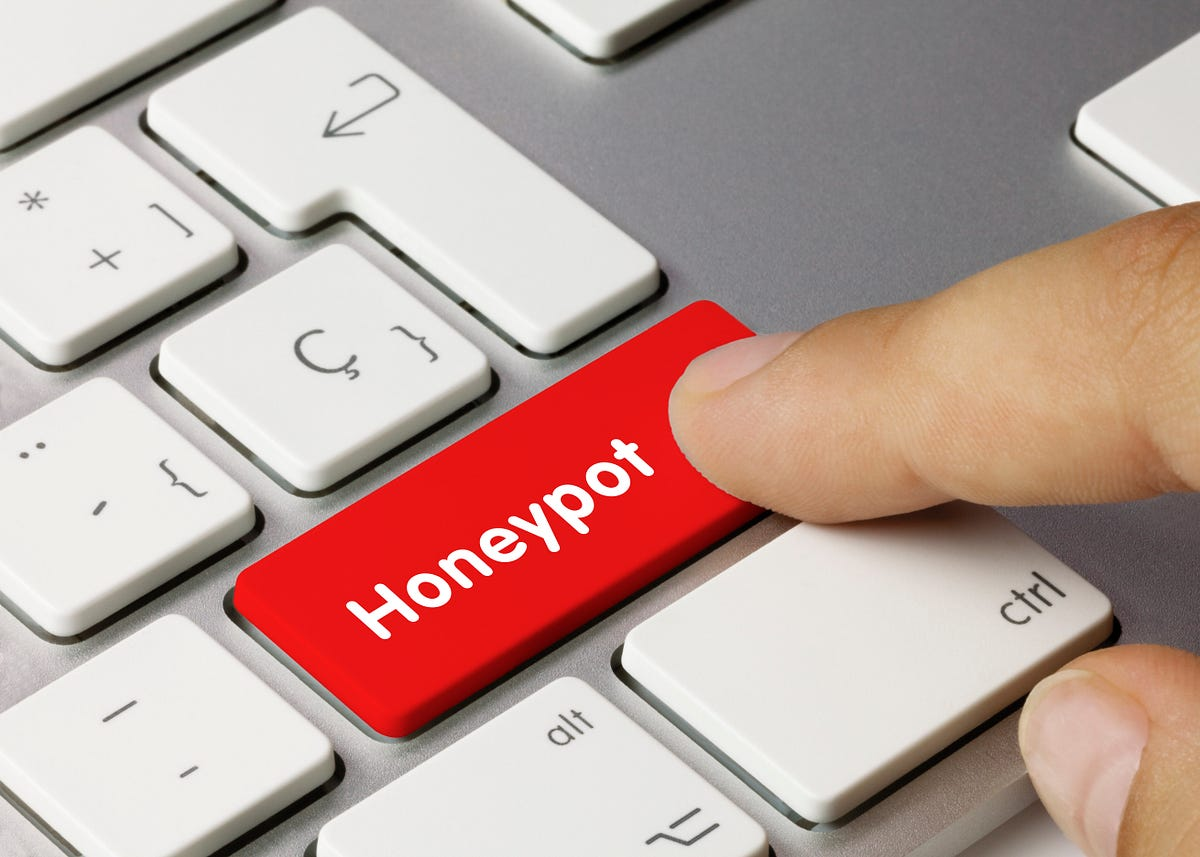 * ]
+
Ç }
¨ {
´
Honeypot
ctrl
_
-
alt
⌥